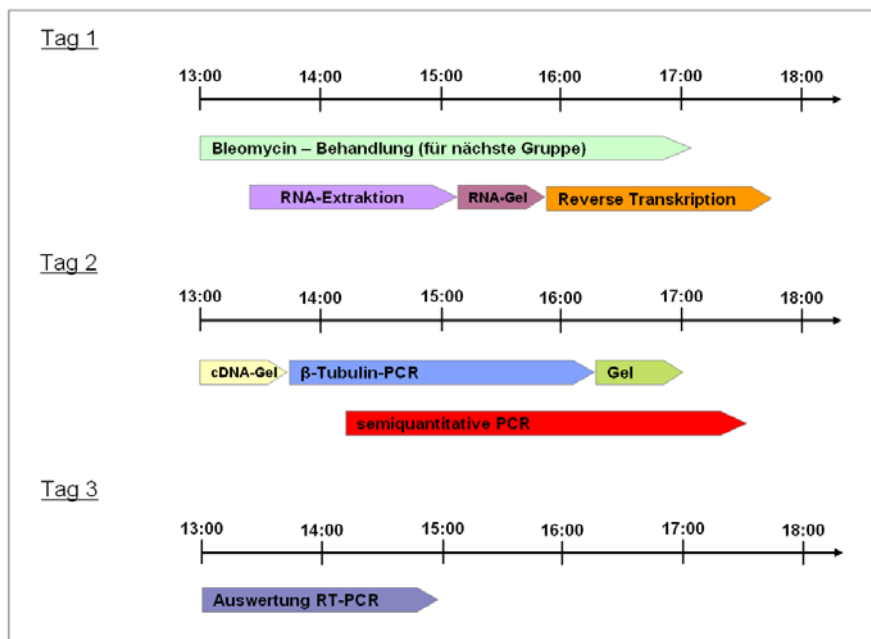 Tag 1
13:00 14:00 15:00 16:00 17:00 18:00
Bleomycin – Behandlung (für nächste Gruppe)
RNA-Extraktion RNA-Gel Reverse Transkription
Tag 2
13:00 14:00 15:00 16:00 17:00 18:00
cDNA-Gel β-Tubulin-PCR Gel
semiquantitative PCR
Tag 3
13:00 14:00 15:00 16:00 17:00 18:00
Auswertung RT-PCR